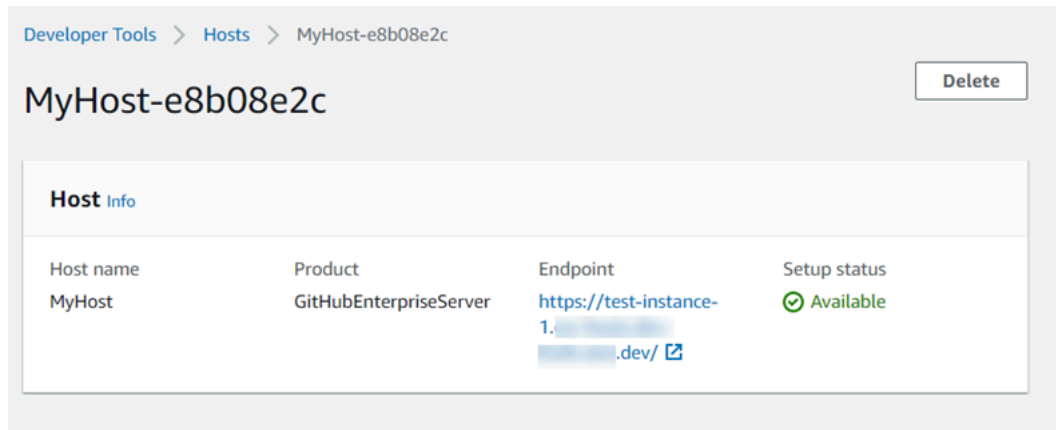 Developer Tools > Hosts > MyHost-e8b08e2c
MyHost-e8b08e2c
Delete
Host Info
Host name Product Endpoint Setup status
MyHost GitHubEnterpriseServer https://test-instance- Available
1.
.dev/